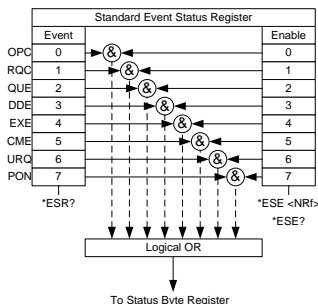 Standard Event Status Register
Event Enable
OPC 0 & 0
RQC 1 & 1
QUE 2 & 2
DDE 3 & 3
EXE 4 & 4
CME 5 & 5
URQ 6 & 6
PON 7 & 7
*ESR? *ESE <NRf>
*ESE?
Logical OR
To Status Byte Register